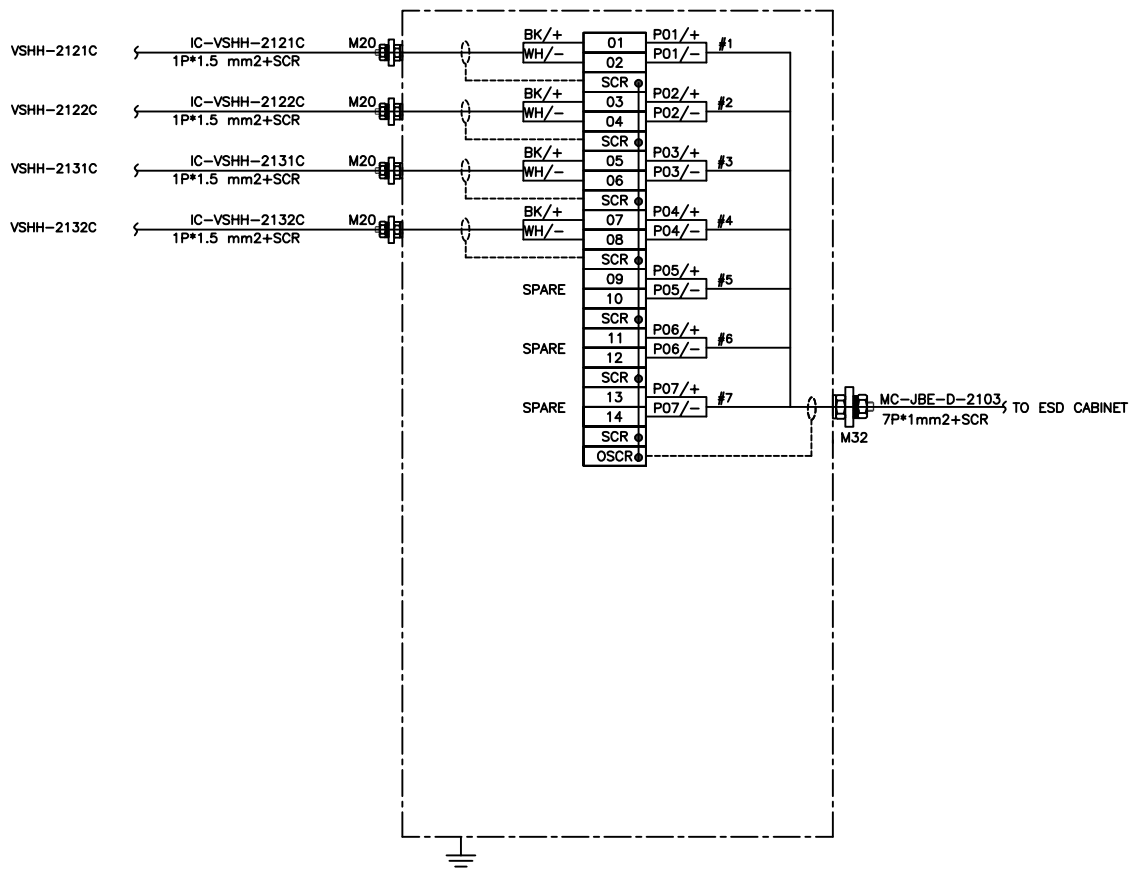 VSHH-2121C IC-VSHH-2121C M20 BK/+ 01 P01/+ #1
1P*1.5 mm2+SCR WH/- 02 P01/-
SCR
VSHH-2122C IC-VSHH-2122C M20 BK/+ 03 P02/+ #2
1P*1.5 mm2+SCR WH/- 04 P02/-
SCR
VSHH-2131C IC-VSHH-2131C M20 BK/+ 05 P03/+ #3
1P*1.5 mm2+SCR WH/- 06 P03/-
SCR
VSHH-2132C IC-VSHH-2132C M20 BK/+ 07 P04/+ #4
1P*1.5 mm2+SCR WH/- 08 P04/-
SCR
09 P05/+ #5
SPARE 10 P05/-
SCR
11 P06/+ #6
SPARE 12 P06/-
SCR
13 P07/+ #7
SPARE 14 P07/-
MC-JBE-D-2103 TO ESD CABINET
7P*1mm2+SCR
M32
SCR
OSCR